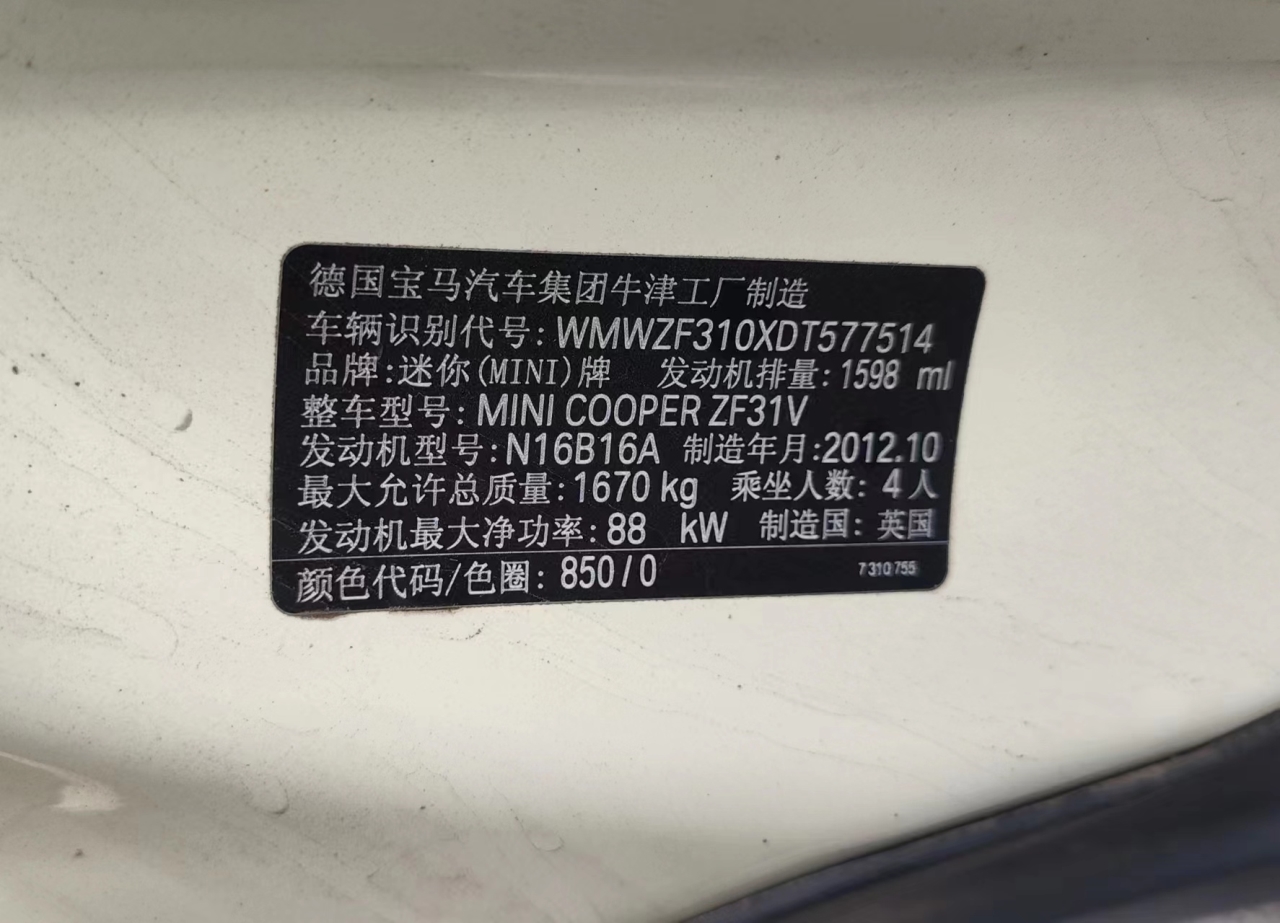 德国宝马汽车集团牛津工厂制造
车辆识别代号: WMWZF310XDT577514
品牌:迷你(MINI)牌 发动机排量: 1598 ml
整车型号: MINI COOPER ZF31V
发动机型号: N16B16A 制造年月:2012.10
最大允许总质量: 1670 kg 乘坐人数: 4人
发动机最大净功率: 88 kW 制造国: 英国
颜色代码/色圈: 850/0 7310755